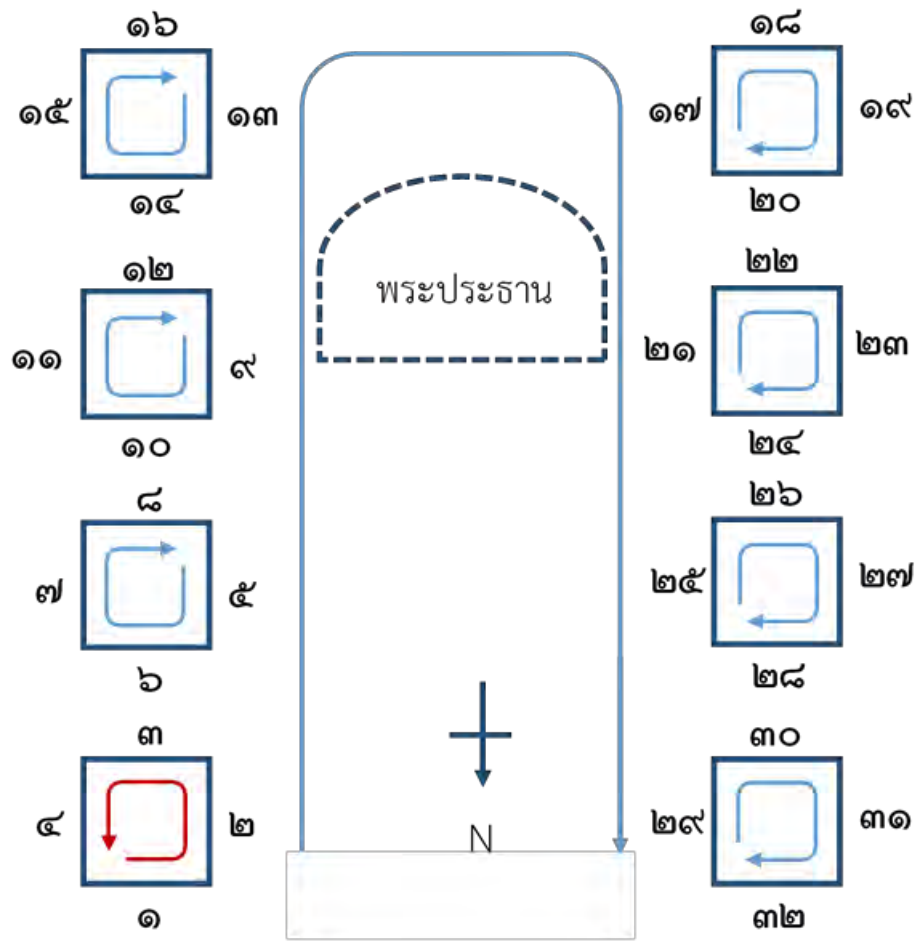 ๑๖ ๑๘
๑๕ ๑๓ ๑๗ ๑๙
๑๔ ๒๐
๑๒ ๒๒
พระประธาน
๑๑ ๙ ๒๑ ๒๓
๑๐ ๒๔
๘ ๒๖
๗ ๕ ๒๕ ๒๗
๖ ๒๘
๓ ๓๐
๔ ๒ N ๒๙ ๓๑
๑ ๓๒